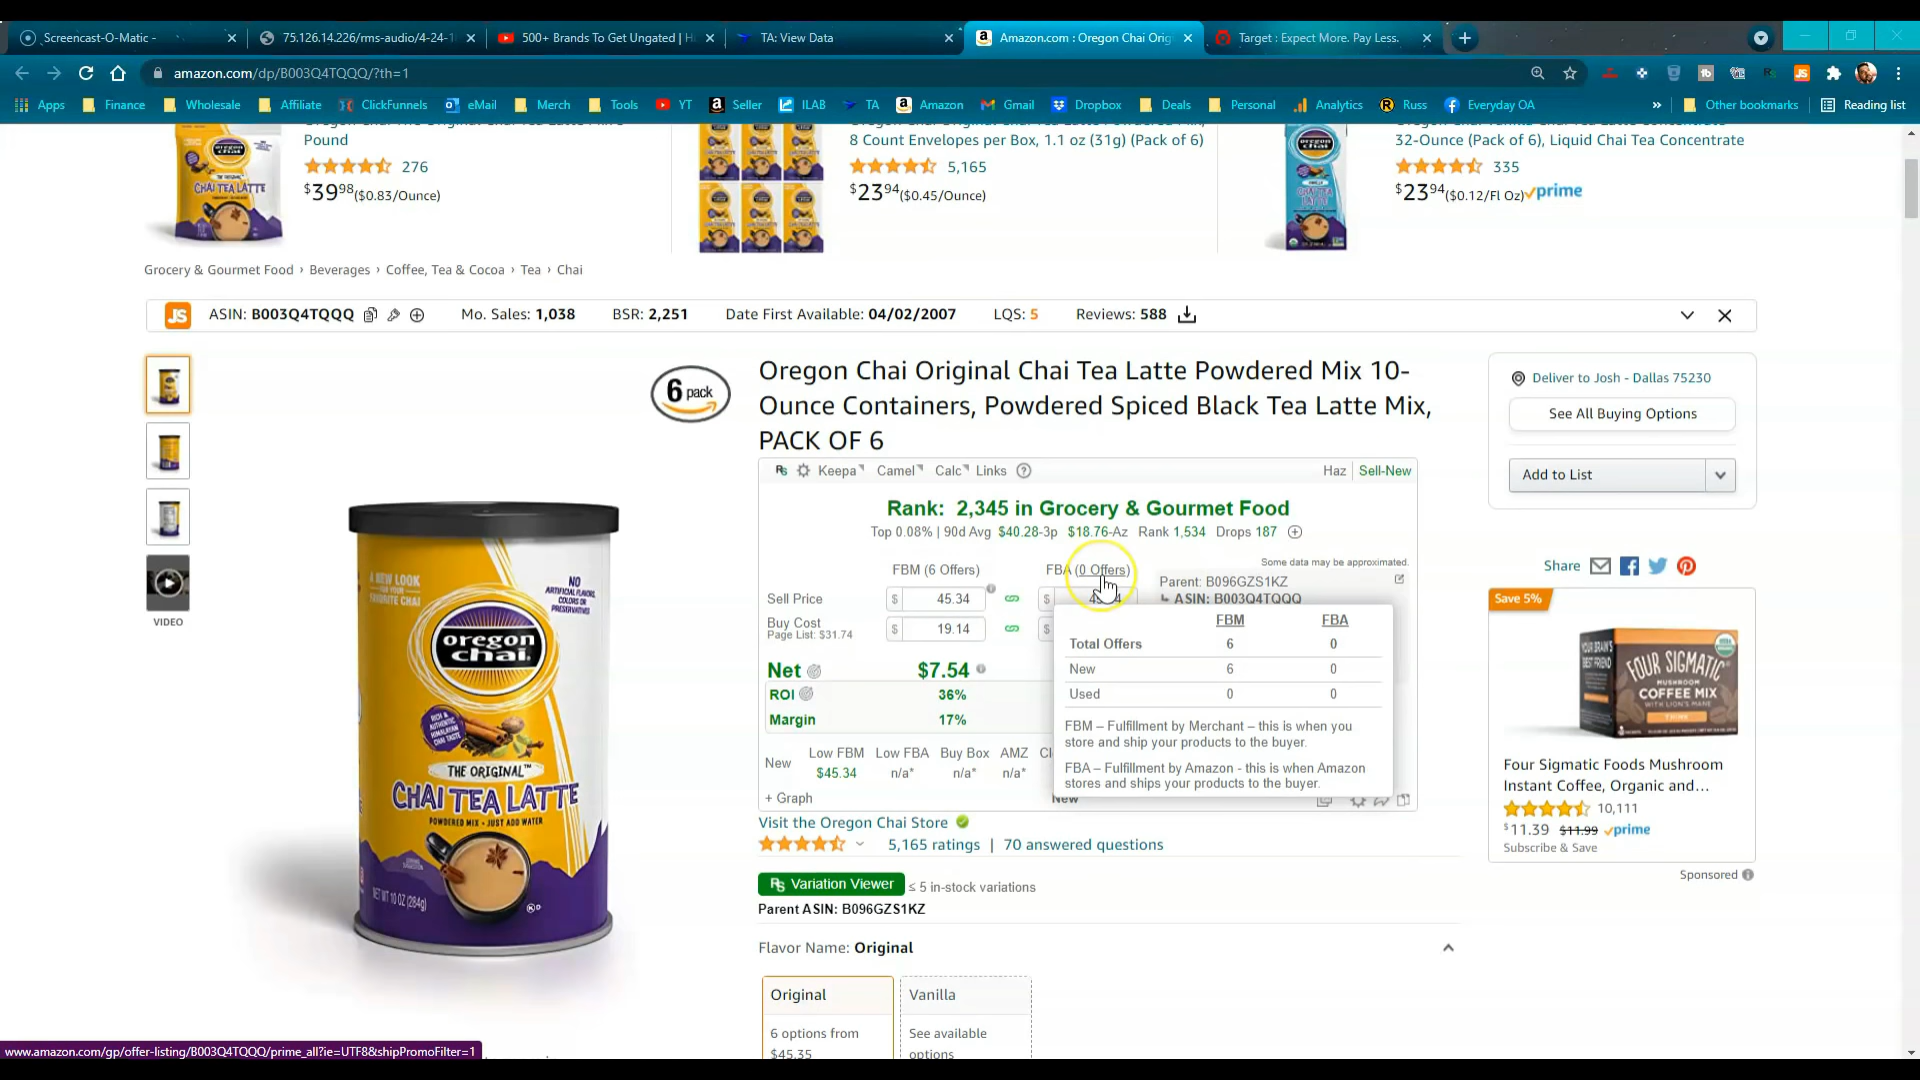 Screencast-O-Matic -
75.126.14.226/rms-audio/4-24-1
500+ Brands To Get Ungated | H
TA: View Data
Amazon.com : Oregon Chai Orig
Target : Expect More. Pay Less.
amazon.com/dp/B003Q4TQQQ/?th=1
Apps
Finance
Wholesale
Affiliate
ClickFunnels
eMail
Merch
Tools
YT
Seller
ILAB
TA
Amazon
Gmail
Dropbox
Deals
Personal
Analytics
Russ
Everyday OA
Other bookmarks
Reading list
Pound
276
$39.98 ($0.83/Ounce)
8 Count Envelopes per Box, 1.1 oz (31g) (Pack of 6)
5,165
$23.94 ($0.45/Ounce)
32-Ounce (Pack of 6), Liquid Chai Tea Concentrate
335
$23.94 ($0.12/Fl Oz) prime
Grocery & Gourmet Food › Beverages › Coffee, Tea & Cocoa › Tea › Chai
JS ASIN: B003Q4TQQQ Mo. Sales: 1,038 BSR: 2,251 Date First Available: 04/02/2007 LQS: 5 Reviews: 588
VIDEO
6 pack
A NEW LOOK
FOR YOUR
FAVORITE CHAI
NO
ARTIFICIAL FLAVORS,
COLORS OR
PRESERVATIVES
oregon
chai
THE ORIGINAL™
CHAI TEA LATTE
POWDERED MIX - JUST ADD WATER
NET WT 10 OZ (284g)
Oregon Chai Original Chai Tea Latte Powdered Mix 10-
Ounce Containers, Powdered Spiced Black Tea Latte Mix,
PACK OF 6
Keepa Camel Calc Links Haz Sell-New
Rank: 2,345 in Grocery & Gourmet Food
Top 0.08% | 90d Avg $40.28-3p $18.76-Az Rank 1,534 Drops 187
Some data may be approximated.
FBM (6 Offers) FBA (0 Offers)
Parent: B096GZS1KZ
ASIN: B003Q4TQQQ
Sell Price $ 45.34 $
Buy Cost $ 19.14 $
Page List: $31.74
Net $7.54
ROI 36%
Margin 17%
Low FBM Low FBA Buy Box AMZ
New $45.34 n/a* n/a* n/a*
+ Graph
New
FBM FBA
Total Offers 6 0
New 6 0
Used 0 0
FBM – Fulfillment by Merchant – this is when you
store and ship your products to the buyer.
FBA – Fulfillment by Amazon - this is when Amazon
stores and ships your products to the buyer.
Visit the Oregon Chai Store
5,165 ratings | 70 answered questions
Variation Viewer ≤ 5 in-stock variations
Parent ASIN: B096GZS1KZ
Flavor Name: Original
Original
6 options from
$45.35
Vanilla
See available
options
Deliver to Josh - Dallas 75230
See All Buying Options
Add to List
Share
Save 5%
FOUR SIGMATIC
MUSHROOM
COFFEE MIX
WITH LION'S MANE
Four Sigmatic Foods Mushroom
Instant Coffee, Organic and...
10,111
$11.39 $11.99 prime
Subscribe & Save
Sponsored
www.amazon.com/gp/offer-listing/B003Q4TQQQ/prime_all?ie=UTF8&shipPromoFilter=1